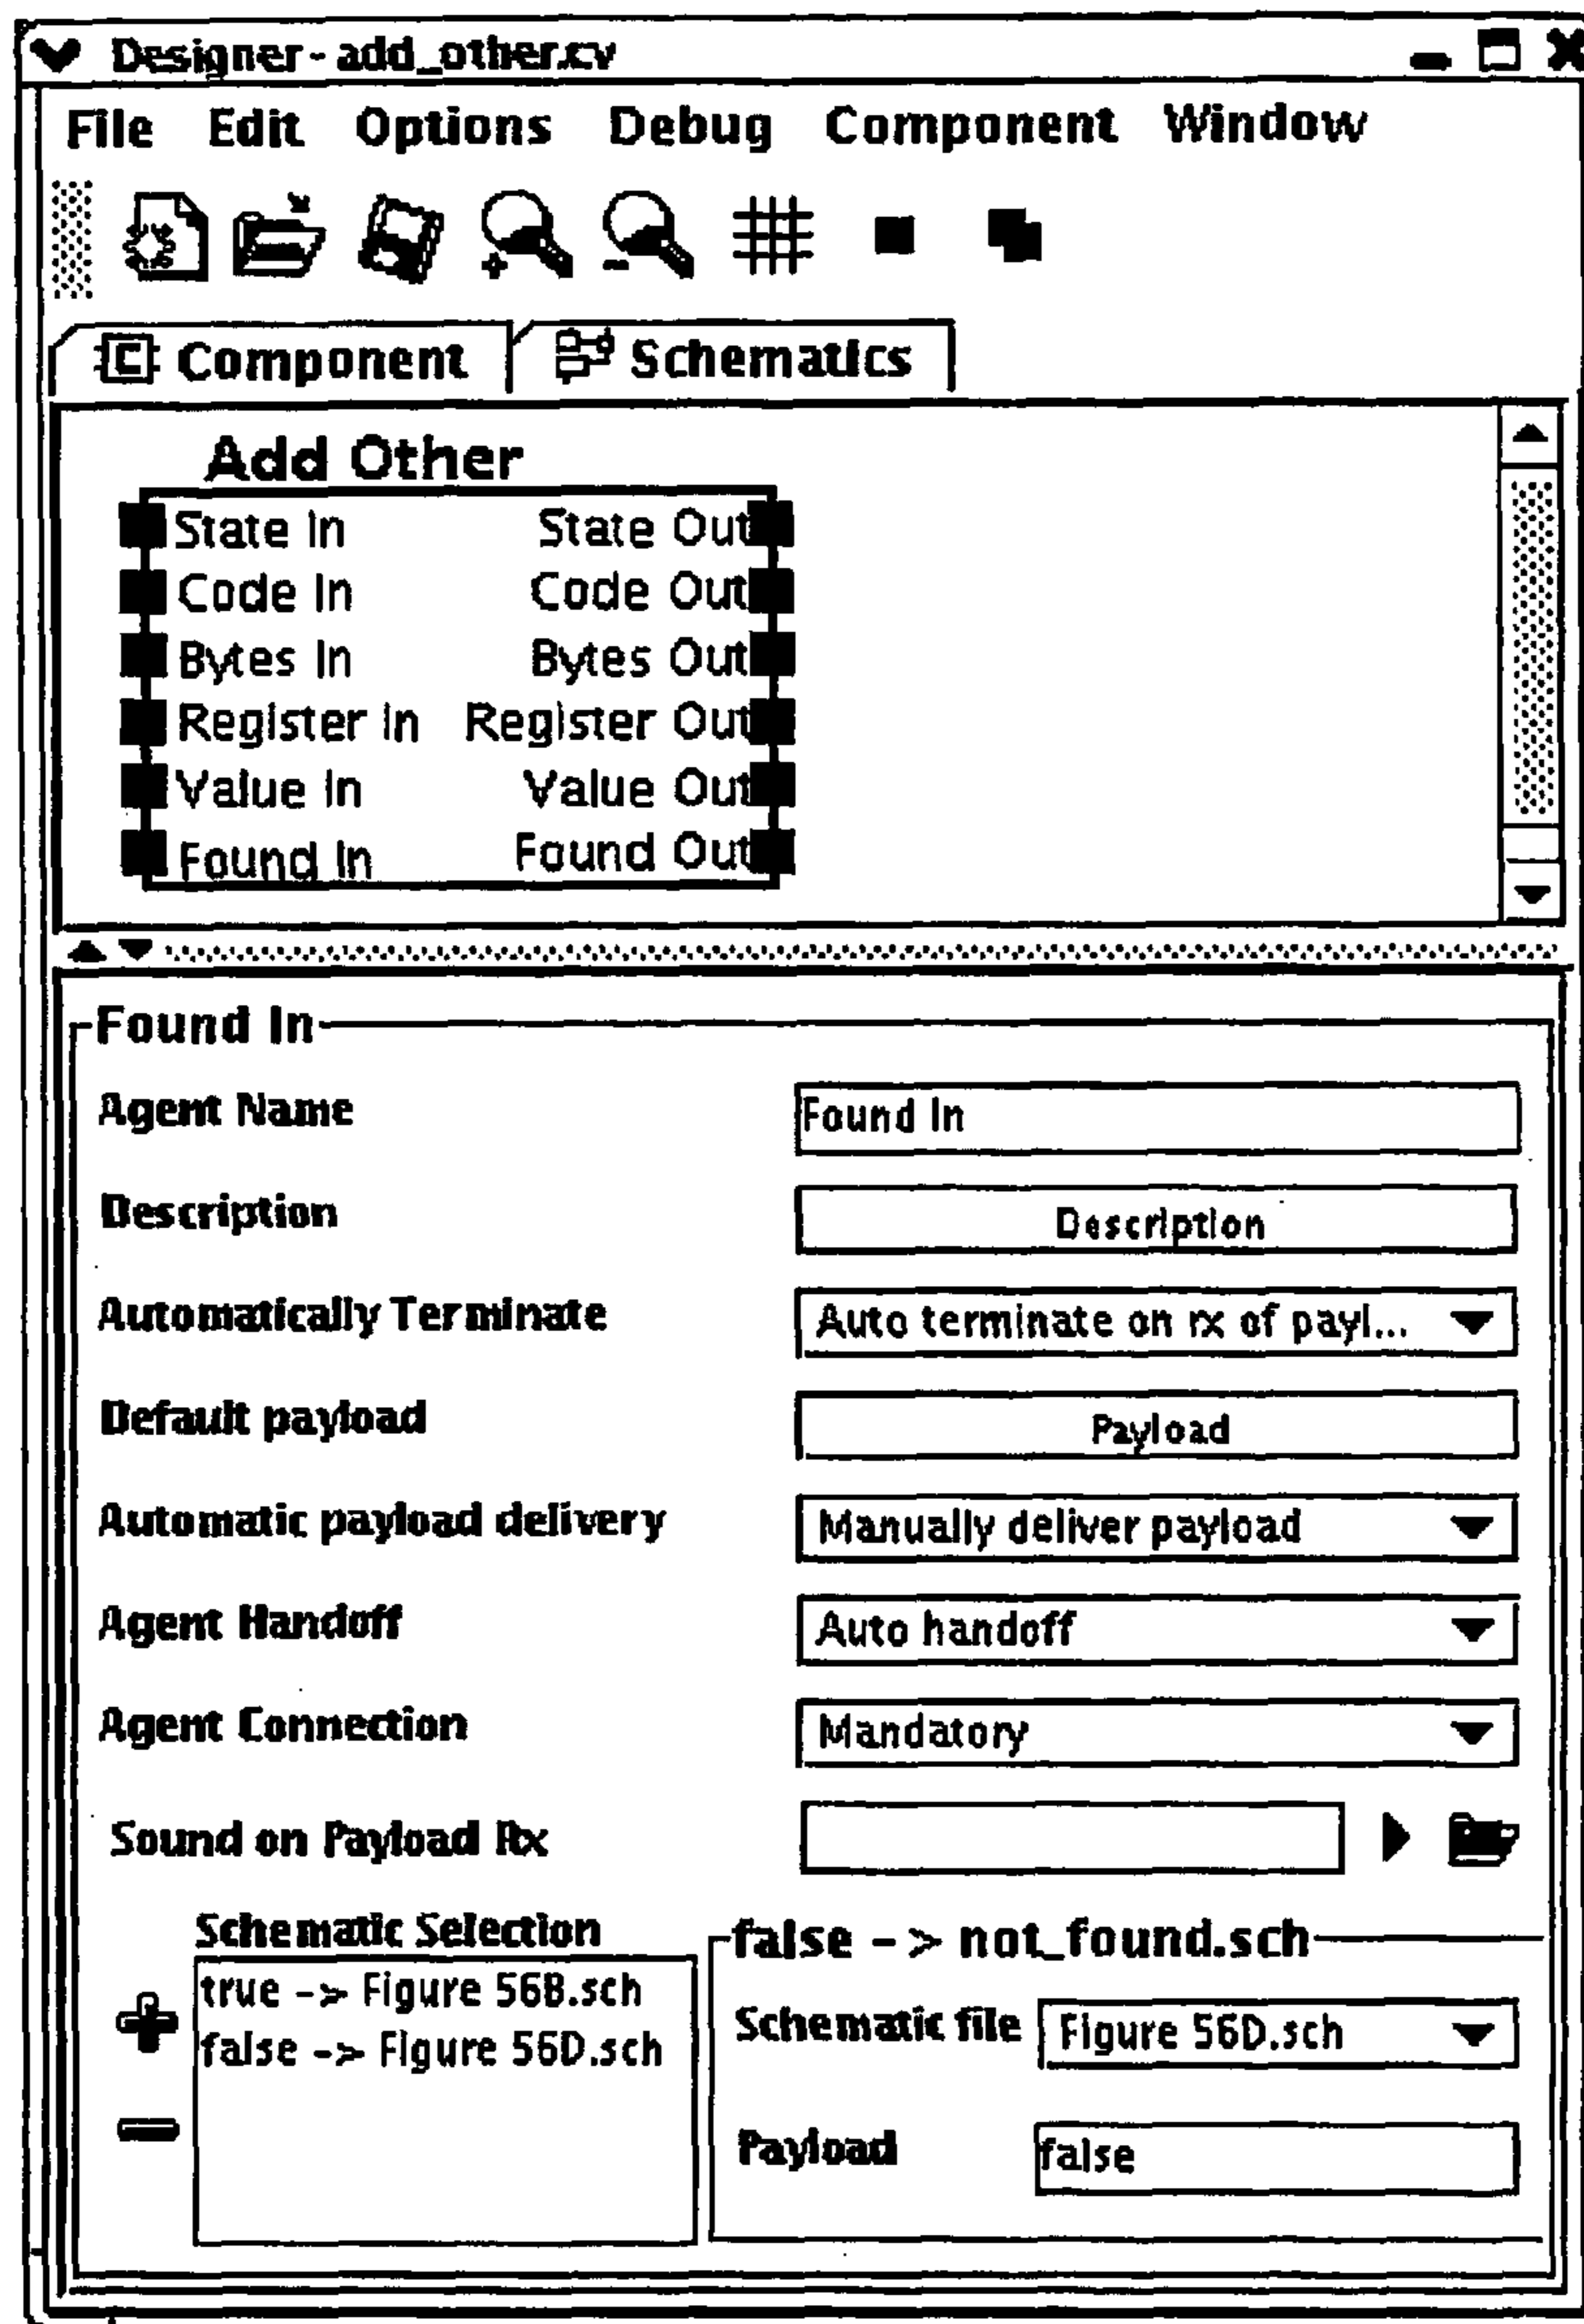 Designer - add_other.cv
File Edit Options Debug Component Window
Component Schematics
Add Other
State In State Out
Code In Code Out
Bytes In Bytes Out
Register In Register Out
Value In Value Out
Found In Found Out
Found In
Agent Name Found In
Description Description
Automatically Terminate Auto terminate on rx of payl...
Default payload Payload
Automatic payload delivery Manually deliver payload
Agent Handoff Auto handoff
Agent Connection Mandatory
Sound on Payload Rx
Schematic Selection
true -> Figure 56B.sch
false -> Figure 56D.sch
false -> not_found.sch
Schematic file Figure 56D.sch
Payload false